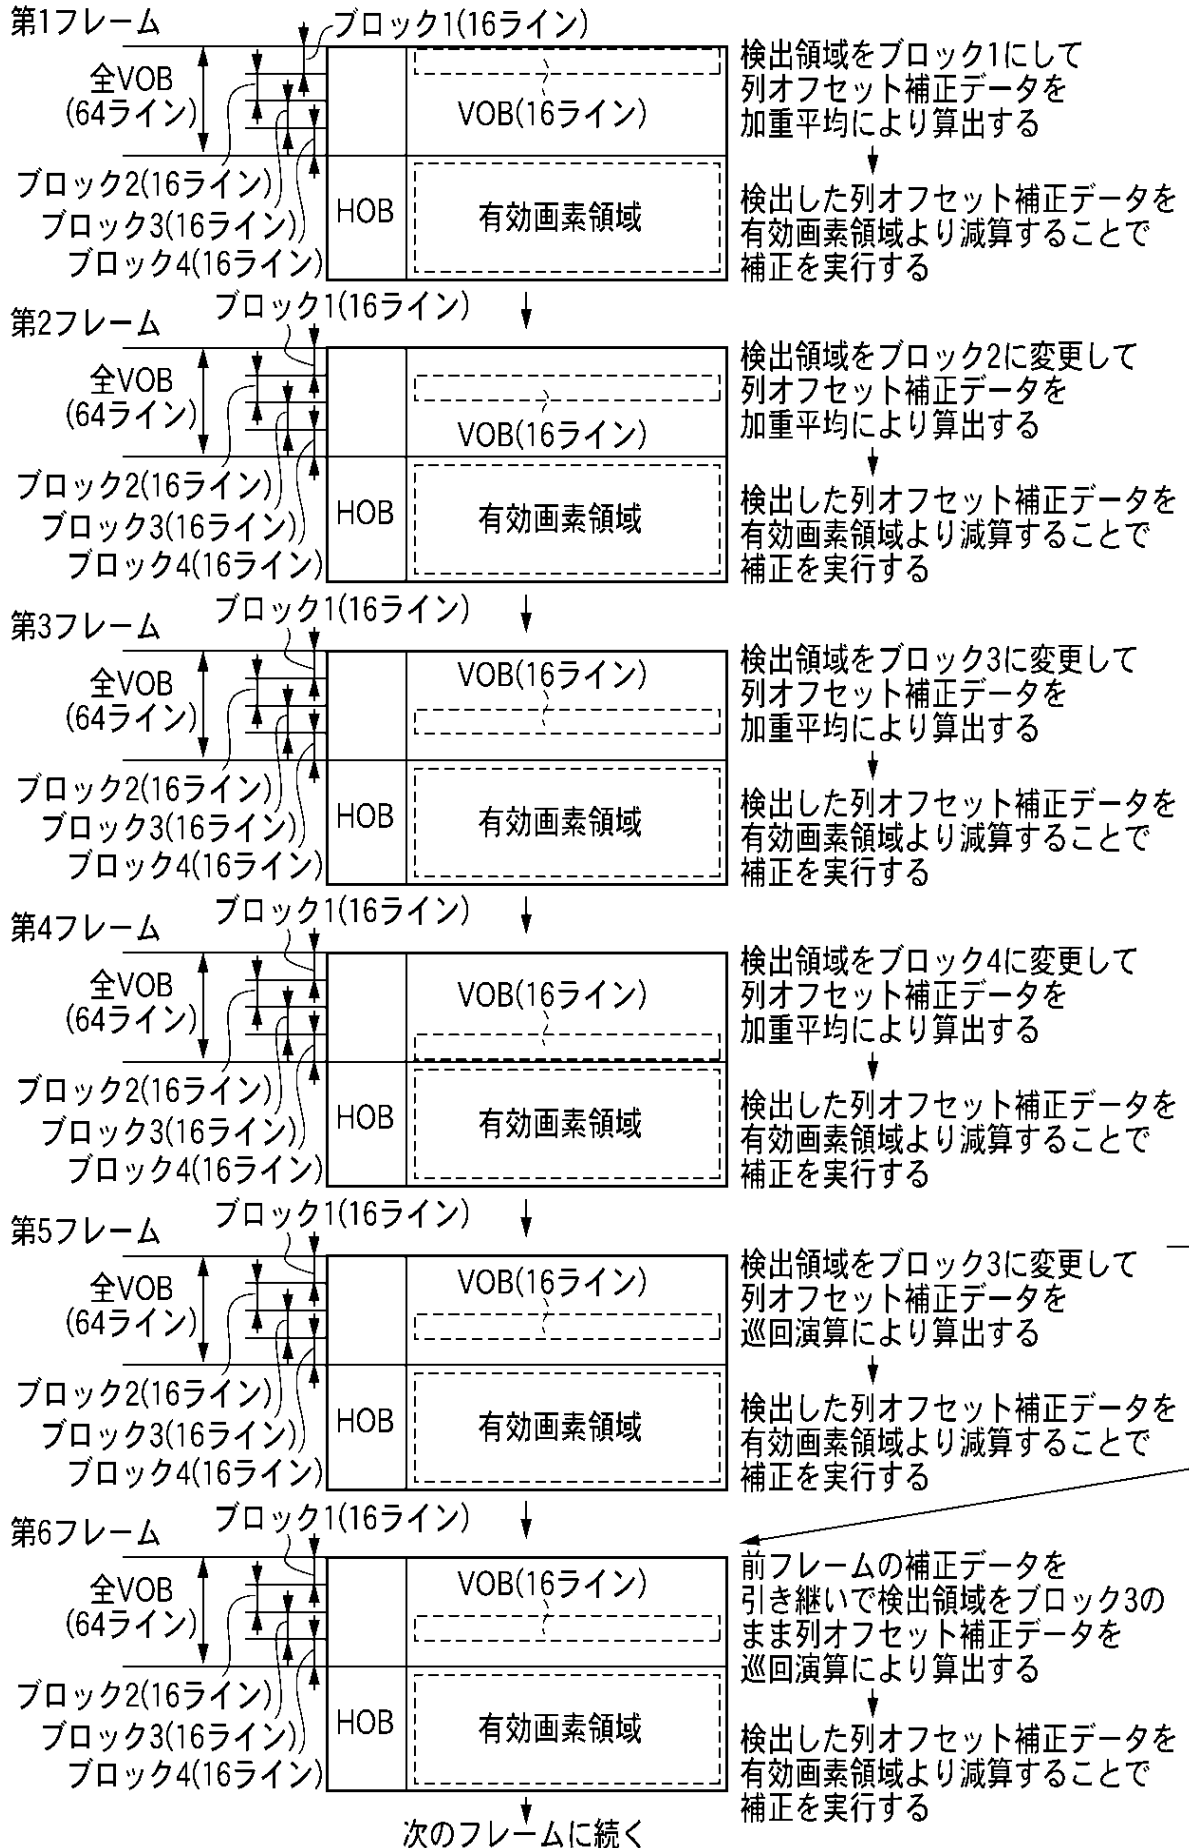 第1フレーム
ブロック1(16ライン)
全VOB
(64ライン)
VOB(16ライン)
ブロック2(16ライン)
ブロック3(16ライン)
ブロック4(16ライン)
HOB
有効画素領域
検出領域をブロック1にして
列オフセット補正データを
加重平均により算出する
検出した列オフセット補正データを
有効画素領域より減算することで
補正を実行する
第2フレーム
ブロック1(16ライン)
全VOB
(64ライン)
VOB(16ライン)
ブロック2(16ライン)
ブロック3(16ライン)
ブロック4(16ライン)
HOB
有効画素領域
検出領域をブロック2に変更して
列オフセット補正データを
加重平均により算出する
検出した列オフセット補正データを
有効画素領域より減算することで
補正を実行する
第3フレーム
ブロック1(16ライン)
全VOB
(64ライン)
VOB(16ライン)
ブロック2(16ライン)
ブロック3(16ライン)
ブロック4(16ライン)
HOB
有効画素領域
検出領域をブロック3に変更して
列オフセット補正データを
加重平均により算出する
検出した列オフセット補正データを
有効画素領域より減算することで
補正を実行する
第4フレーム
ブロック1(16ライン)
全VOB
(64ライン)
VOB(16ライン)
ブロック2(16ライン)
ブロック3(16ライン)
ブロック4(16ライン)
HOB
有効画素領域
検出領域をブロック4に変更して
列オフセット補正データを
加重平均により算出する
検出した列オフセット補正データを
有効画素領域より減算することで
補正を実行する
第5フレーム
ブロック1(16ライン)
全VOB
(64ライン)
VOB(16ライン)
ブロック2(16ライン)
ブロック3(16ライン)
ブロック4(16ライン)
HOB
有効画素領域
検出領域をブロック3に変更して
列オフセット補正データを
巡回演算により算出する
検出した列オフセット補正データを
有効画素領域より減算することで
補正を実行する
第6フレーム
ブロック1(16ライン)
全VOB
(64ライン)
VOB(16ライン)
ブロック2(16ライン)
ブロック3(16ライン)
ブロック4(16ライン)
HOB
有効画素領域
前フレームの補正データを
引き継いで検出領域をブロック3の
まま列オフセット補正データを
巡回演算により算出する
検出した列オフセット補正データを
有効画素領域より減算することで
補正を実行する
次のフレームに続く